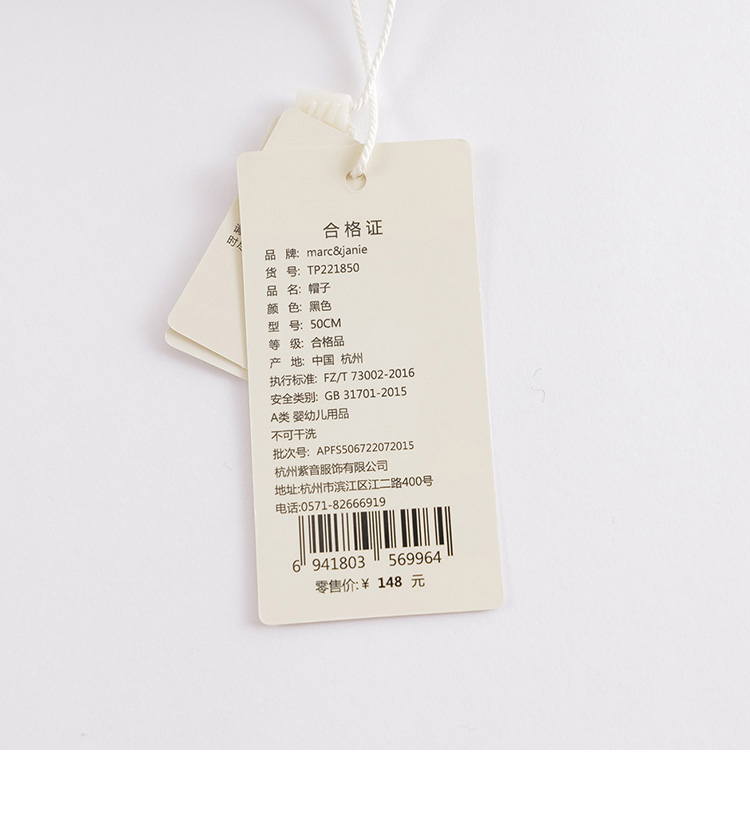 合格证
品 牌: marc&janie
货 号: TP221850
品 名: 帽子
颜 色: 黑色
型 号: 50CM
等 级: 合格品
产 地: 中国 杭州
执行标准: FZ/T 73002-2016
安全类别: GB 31701-2015
A类 婴幼儿用品
不可干洗
批次号: APFS506722072015
杭州紫音服饰有限公司
地址:杭州市滨江区江二路400号
电话:0571-82666919
6 941803 569964
零售价:¥ 148 元